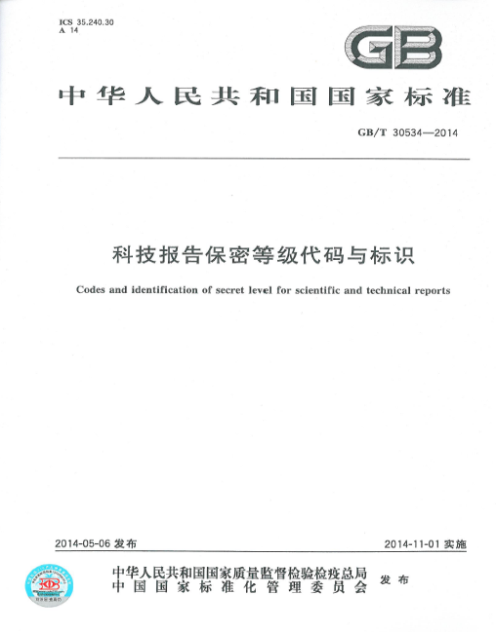 ICS 35.240.30
A 14
GB
中华人民共和国国家标准
GB/T 30534—2014
科技报告保密等级代码与标识
Codes and identification of secret level for scientific and technical reports
2014-05-06 发布
2014-11-01 实施
中华人民共和国国家质量监督检验检疫总局
中国国家标准化管理委员会
发布